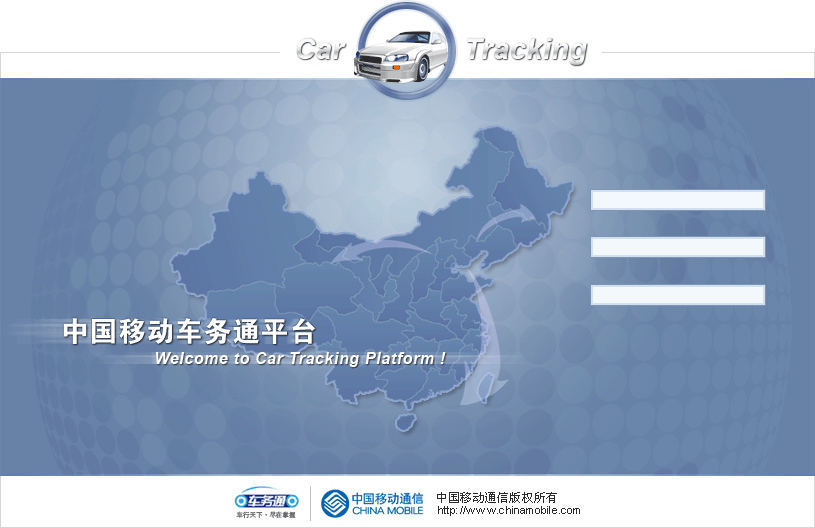 Car Tracking
中国移动车务通平台
Welcome to Car Tracking Platform !
车务通
车行天下·尽在掌握
中国移动通信
CHINA MOBILE
中国移动通信版权所有
http://www.chinamobile.com